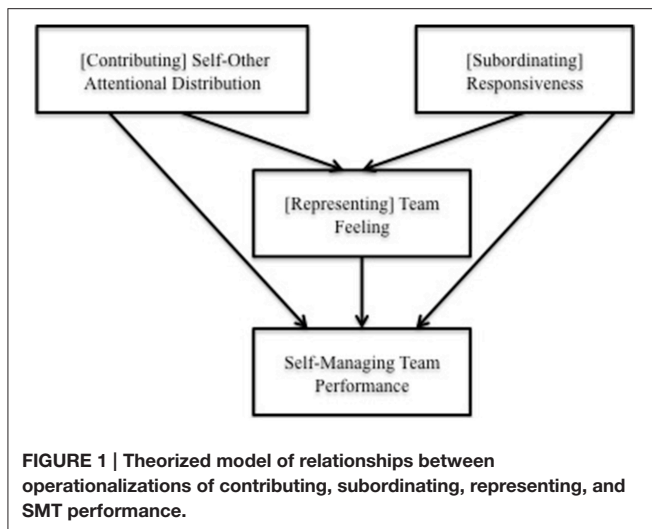 [Contributing] Self-Other
Attentional Distribution
[Subordinating]
Responsiveness
[Representing] Team
Feeling
Self-Managing Team
Performance
FIGURE 1 | Theorized model of relationships between
operationalizations of contributing, subordinating, representing, and
SMT performance.